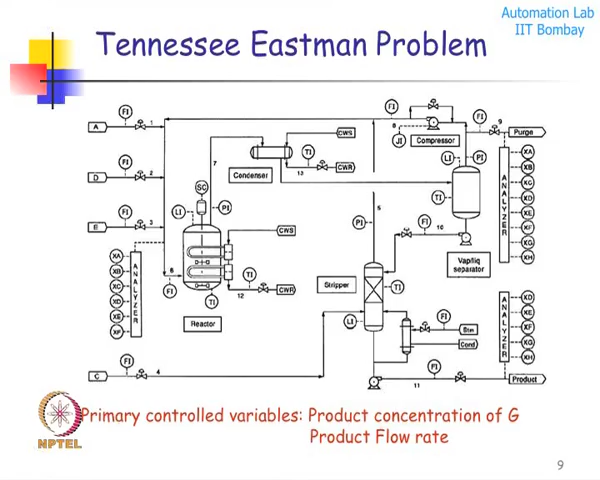 Automation Lab
IIT Bombay
Tennessee Eastman Problem
FI
1
A
FI
8
JI
Compressor
FI
9
Purge
7
Condenser
CWS
TI
13
CWR
LI
PI
TI
XA
XB
XC
XD
XE
XF
XG
XH
ANALYZER
FI
2
D
SC
LI
PI
FI
3
E
CWS
TI
12
CWR
TI
Reactor
6
FI
XA
XB
XC
XD
XE
XF
ANALYZER
PI
5
FI
10
Vap/liq
separator
Stripper
TI
LI
FI
Stm
Cond
XD
XE
XF
XG
XH
ANALYZER
FI
4
C
FI
11
Product
Primary controlled variables: Product concentration of G
Product Flow rate
NPTEL
9